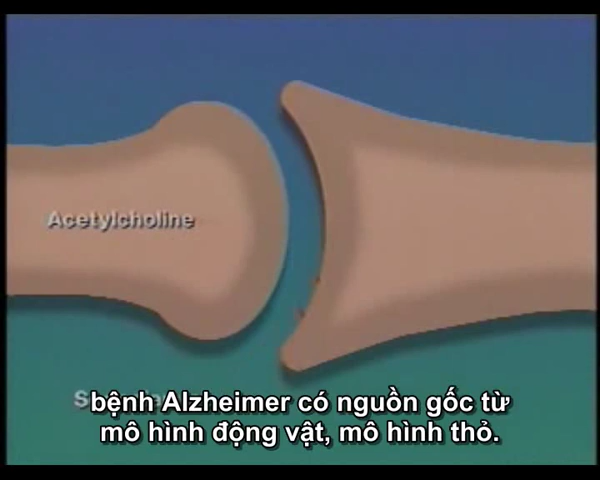 Acetylcholine
bệnh Alzheimer có nguồn gốc từ
mô hình động vật, mô hình thỏ.